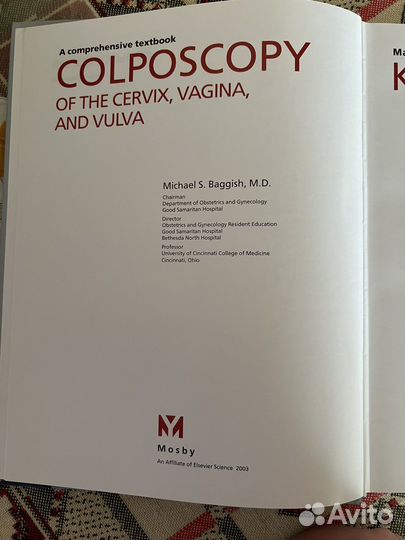 A comprehensive textbook
COLPOSCOPY
OF THE CERVIX, VAGINA,
AND VULVA
Michael S. Baggish, M.D.
Chairman
Department of Obstetrics and Gynecology
Good Samaritan Hospital
Director
Obstetrics and Gynecology Resident Education
Good Samaritan Hospital
Bethesda North Hospital
Professor
University of Cincinnati College of Medicine
Cincinnati, Ohio
M
Mosby
An Affiliate of Elsevier Science 2003
Ma
K
Avito